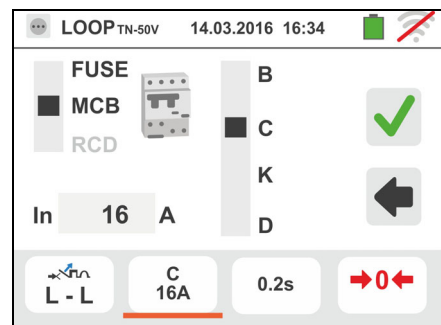 LOOP TN-50V 14.03.2016 16:34
FUSE
MCB
RCD
B
C
K
D
In 16 A
L - L
C
16A
0.2s
→0←